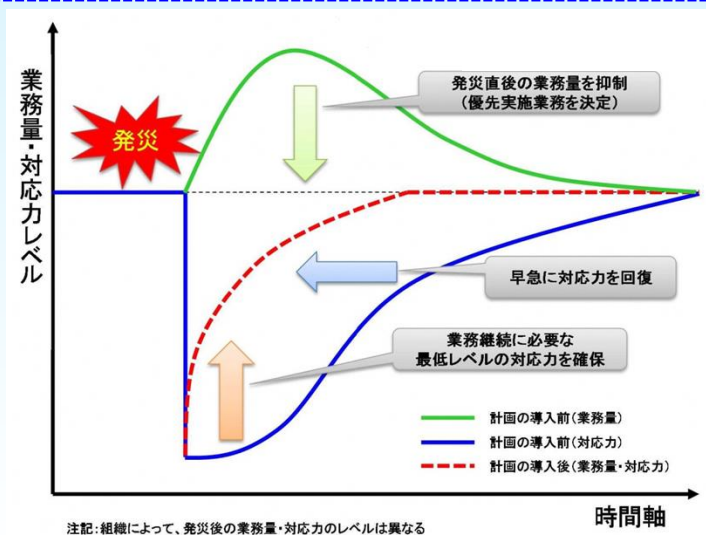 業務量・対応力レベル
発災
発災直後の業務量を抑制
(優先実施業務を決定)
早急に対応力を回復
業務継続に必要な
最低レベルの対応力を確保
計画の導入前(業務量)
計画の導入前(対応力)
計画の導入後(業務量・対応力)
時間軸
注記:組織によって、発災後の業務量・対応力のレベルは異なる